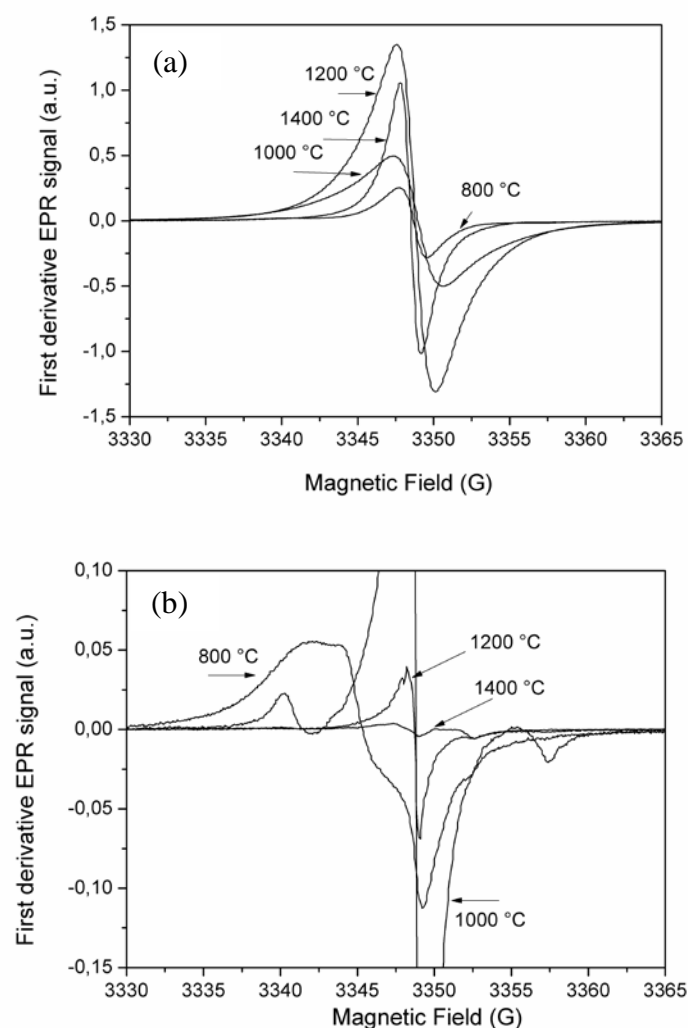 (a)
First derivative EPR signal (a.u.)
1,5
1,0
0,5
0,0
-0,5
-1,0
-1,5
1200 °C
1400 °C
1000 °C
800 °C
3330 3335 3340 3345 3350 3355 3360 3365
Magnetic Field (G)
(b)
First derivative EPR signal (a.u.)
0,10
0,05
0,00
-0,05
-0,10
-0,15
800 °C
1200 °C
1400 °C
1000 °C
3330 3335 3340 3345 3350 3355 3360 3365
Magnetic Field (G)